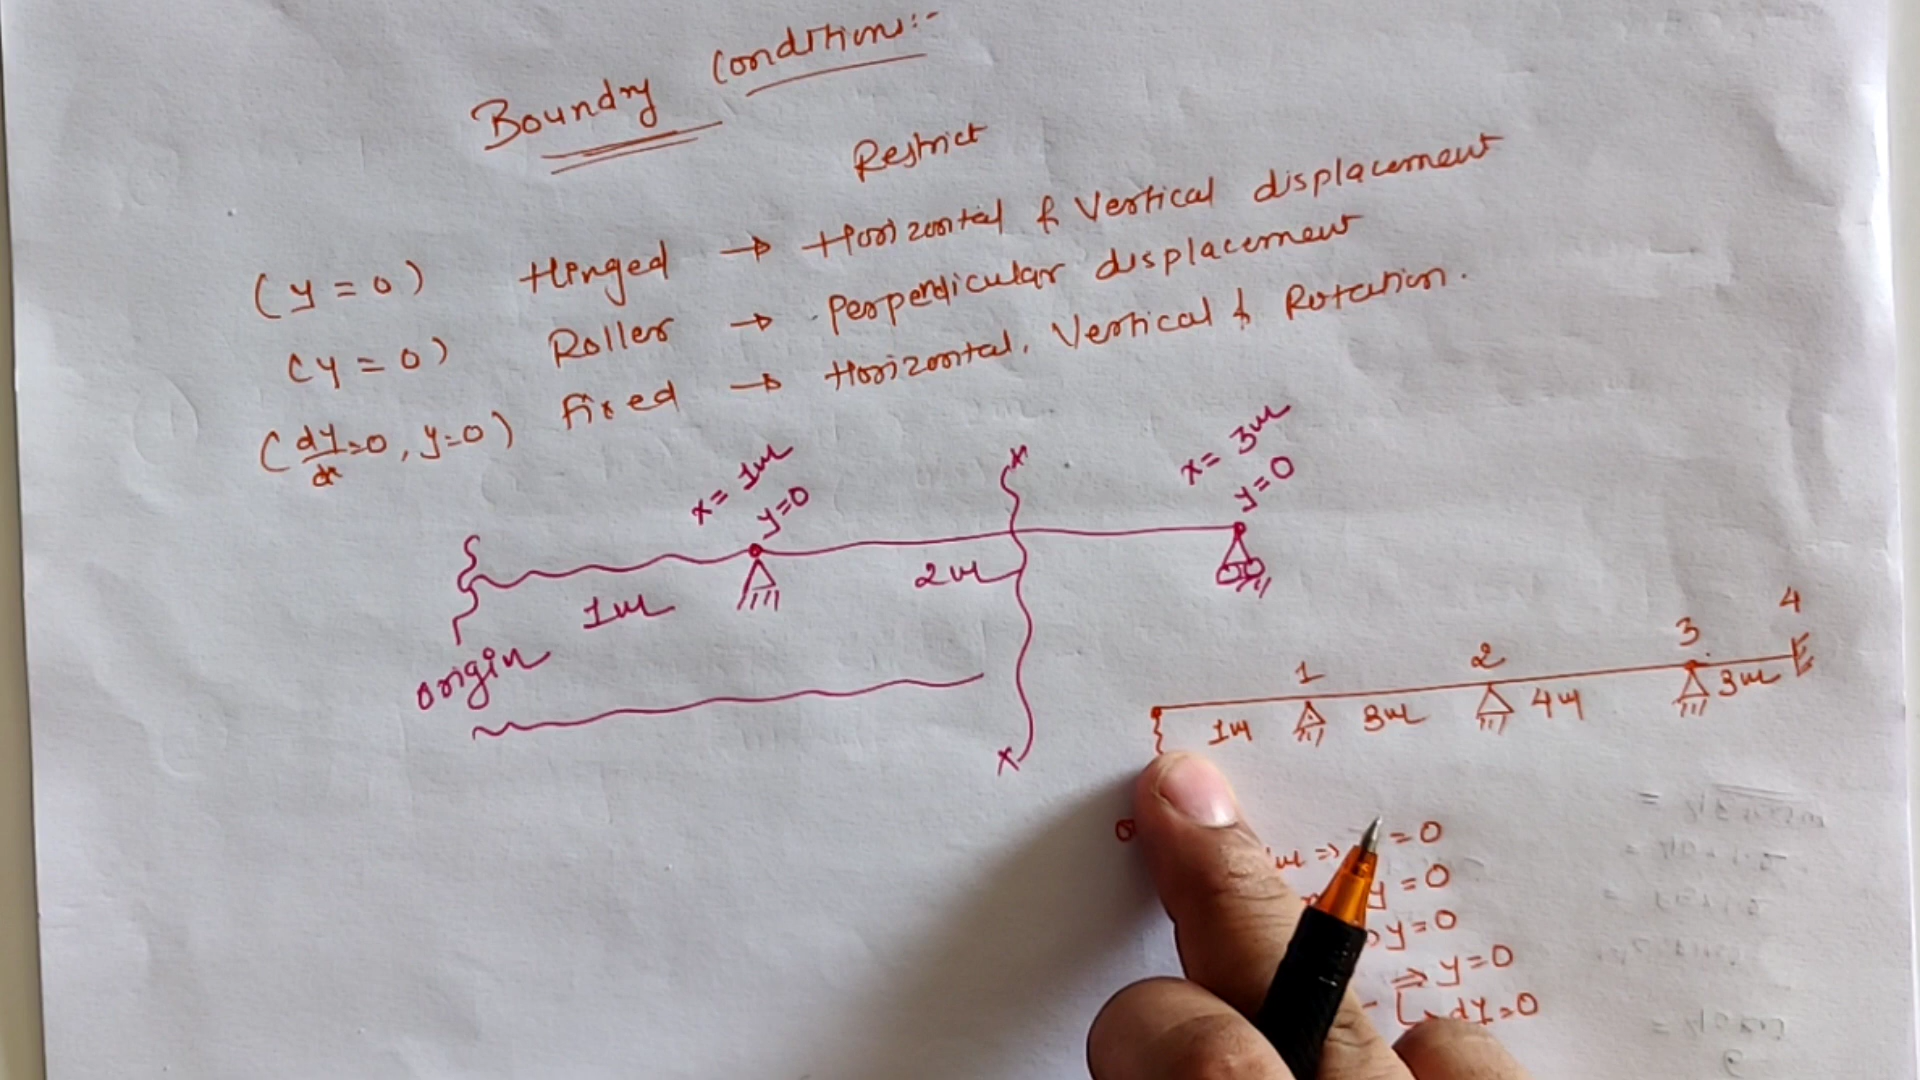 Boundry Conditions:-
Restrict
(y=0) Hinged → Horizontal & Vertical displacement
(y=0) Roller → Perpendicular displacement
(dy/dx=0, y=0) Fixed → Horizontal, Vertical & Rotation.
x=1m
y=0
x=3m
y=0
x
1m
2m
origin
x
1 2 3 4
1m 3m 4m 3m
=0
y=0
y=0
⇒ y=0
dy=0